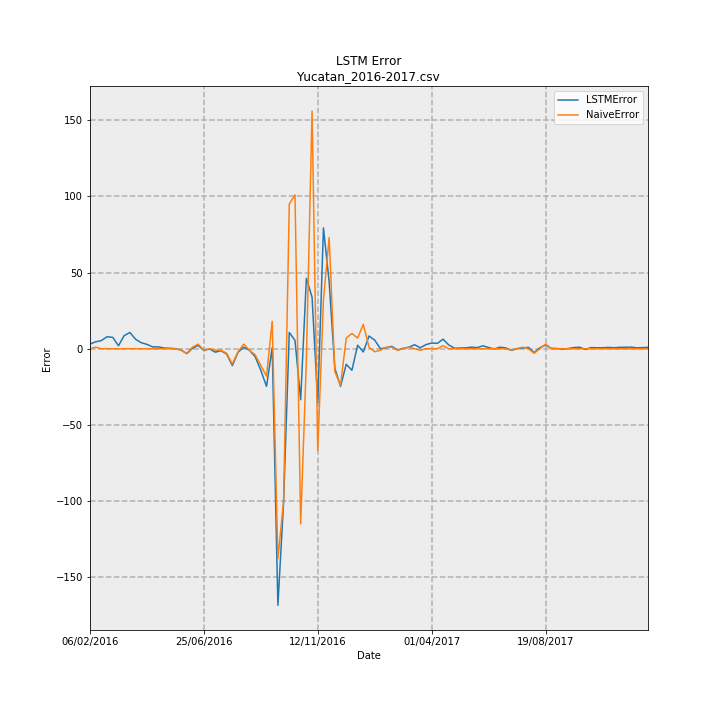 LSTM Error
Yucatan_2016-2017.csv
LSTMError
NaiveError
150
100
50
0
−50
−100
−150
Error
06/02/2016
25/06/2016
12/11/2016
01/04/2017
19/08/2017
Date